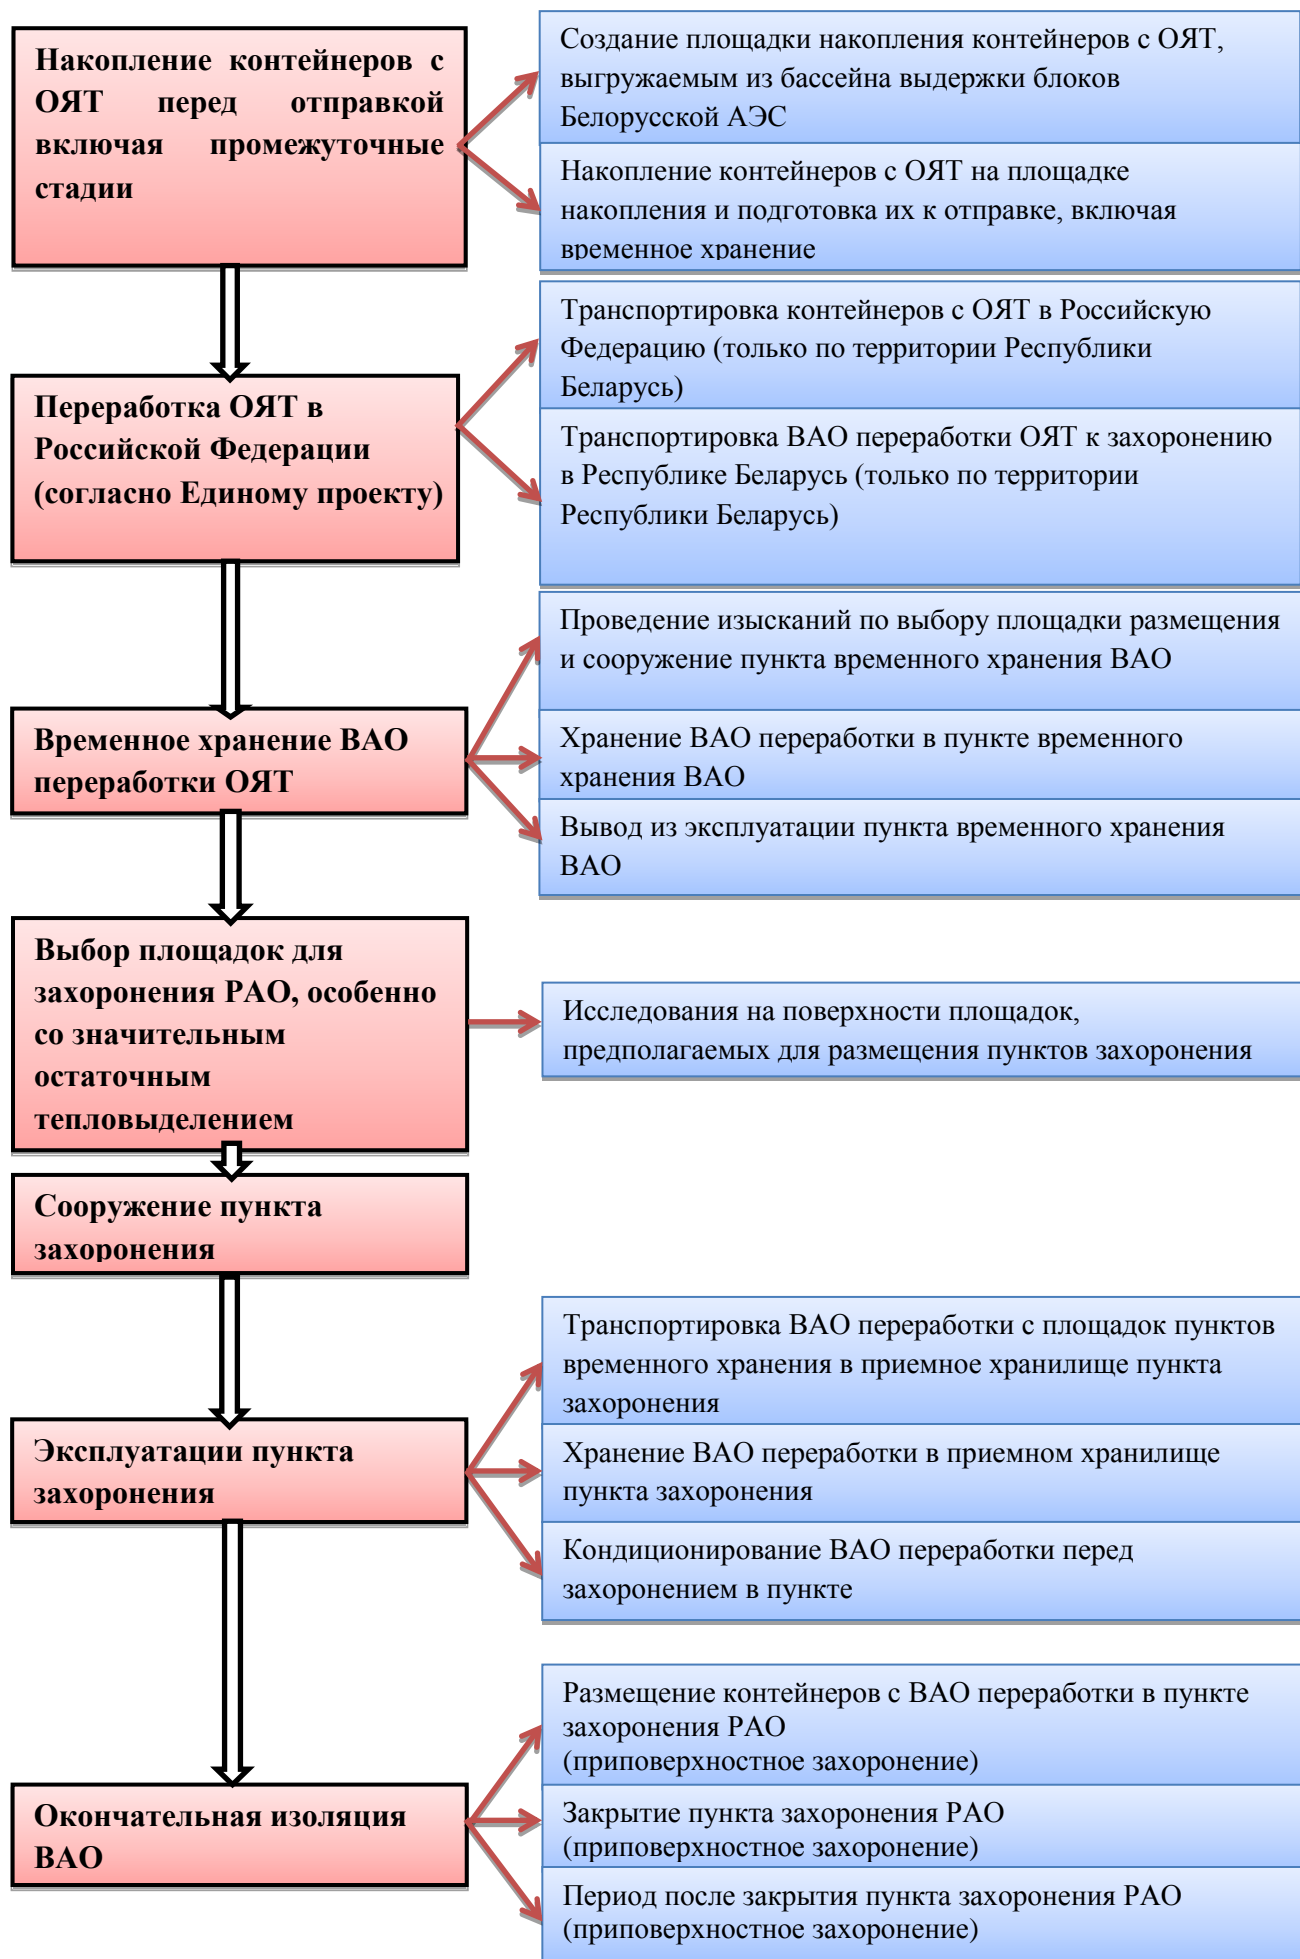 Накопление контейнеров с
ОЯТ перед отправкой
включая промежуточные
стадии
Создание площадки накопления контейнеров с ОЯТ,
выгружаемым из бассейна выдержки блоков
Белорусской АЭС
Накопление контейнеров с ОЯТ на площадке
накопления и подготовка их к отправке, включая
временное хранение
Переработка ОЯТ в
Российской Федерации
(согласно Единому проекту)
Транспортировка контейнеров с ОЯТ в Российскую
Федерацию (только по территории Республики
Беларусь)
Транспортировка ВАО переработки ОЯТ к захоронению
в Республике Беларусь (только по территории
Республики Беларусь)
Временное хранение ВАО
переработки ОЯТ
Проведение изысканий по выбору площадки размещения
и сооружение пункта временного хранения ВАО
Хранение ВАО переработки в пункте временного
хранения ВАО
Вывод из эксплуатации пункта временного хранения
ВАО
Выбор площадок для
захоронения РАО, особенно
со значительным
остаточным
тепловыделением
Исследования на поверхности площадок,
предполагаемых для размещения пунктов захоронения
Сооружение пункта
захоронения
Эксплуатации пункта
захоронения
Транспортировка ВАО переработки с площадок пунктов
временного хранения в приемное хранилище пункта
захоронения
Хранение ВАО переработки в приемном хранилище
пункта захоронения
Кондиционирование ВАО переработки перед
захоронением в пункте
Окончательная изоляция
ВАО
Размещение контейнеров с ВАО переработки в пункте
захоронения РАО
(приповерхностное захоронение)
Закрытие пункта захоронения РАО
(приповерхностное захоронение)
Период после закрытия пункта захоронения РАО
(приповерхностное захоронение)